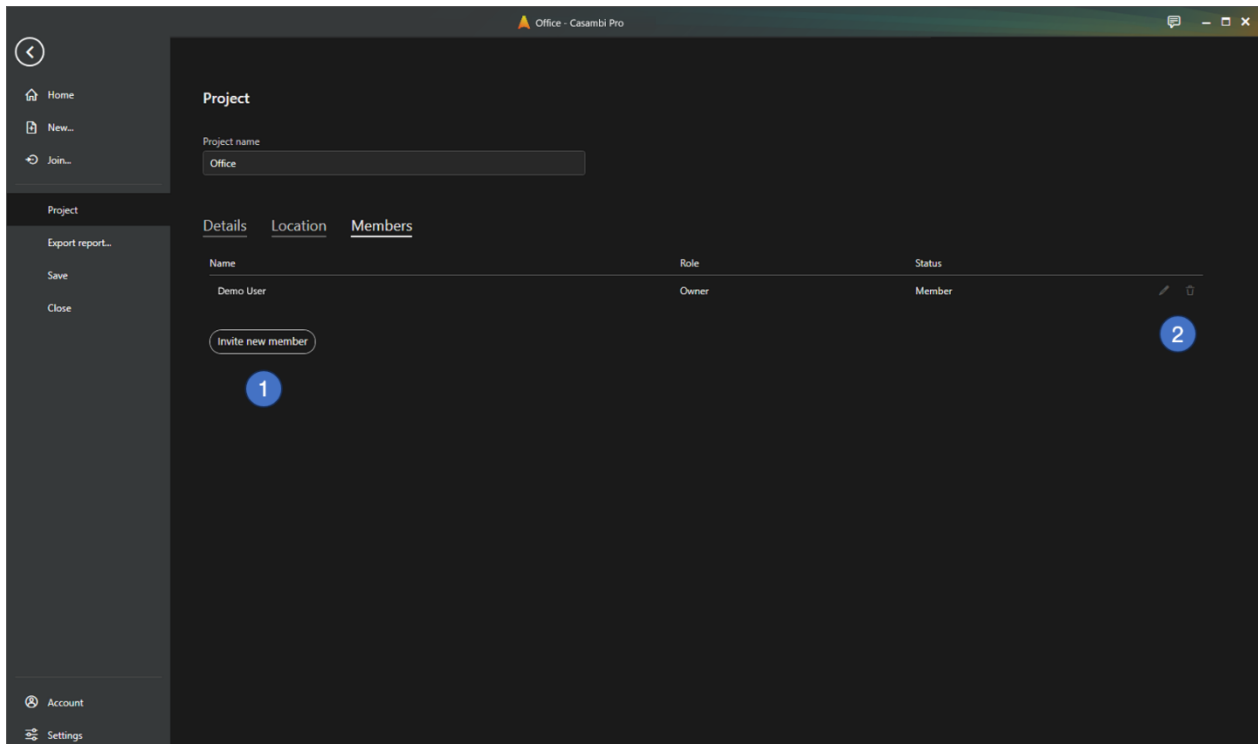 Office - Casambi Pro
Home
New...
Join...
Project
Export report...
Save
Close
Account
Settings
Project
Project name
Office
Details Location Members
Name Role Status
Demo User Owner Member
Invite new member
1
2